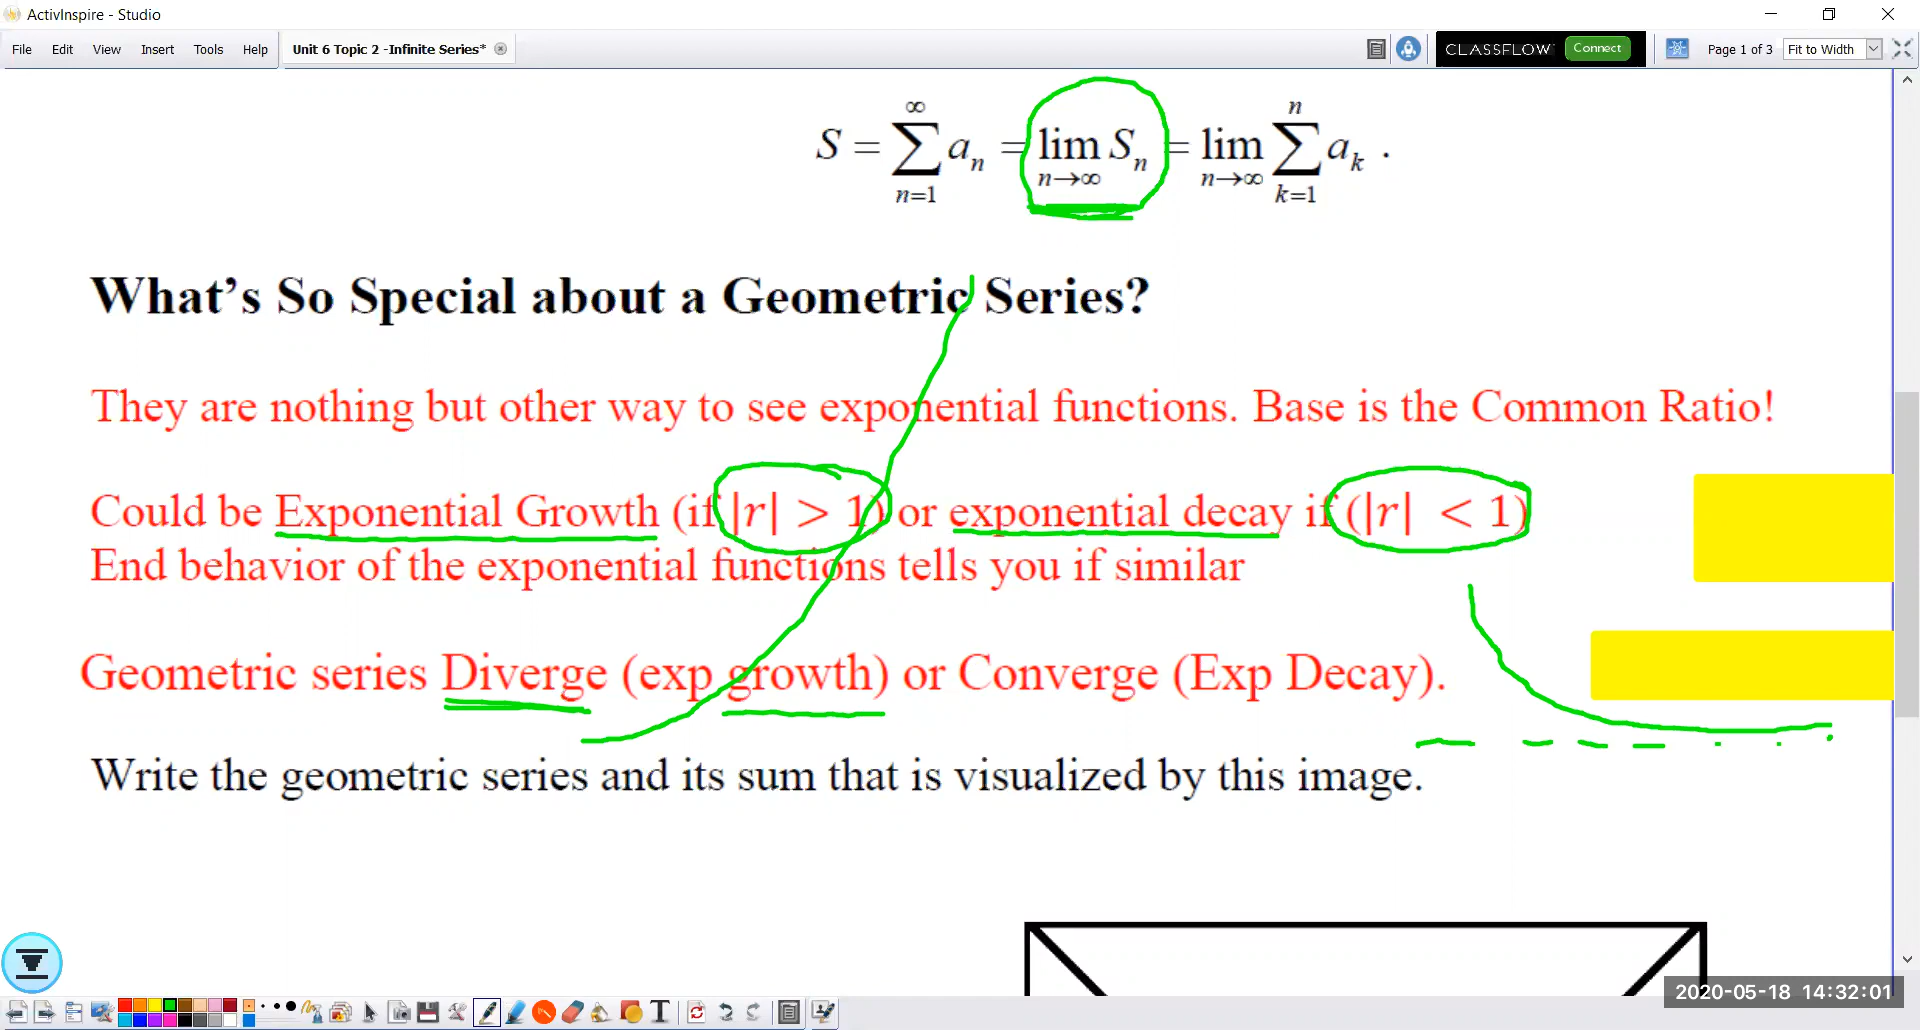 ActivInspire - Studio
File Edit View Insert Tools Help Unit 6 Topic 2 -Infinite Series* CLASSFLOW Connect Page 1 of 3 Fit to Width
S = ∑_{n=1}^{∞} a_n = lim_{n→∞} S_n = lim_{n→∞} ∑_{k=1}^{n} a_k .
What's So Special about a Geometric Series?
They are nothing but other way to see exponential functions. Base is the Common Ratio!
Could be Exponential Growth (if |r| > 1) or exponential decay if (|r| < 1)
End behavior of the exponential functions tells you if similar
Geometric series Diverge (exp growth) or Converge (Exp Decay).
Write the geometric series and its sum that is visualized by this image.
2020-05-18 14:32:01